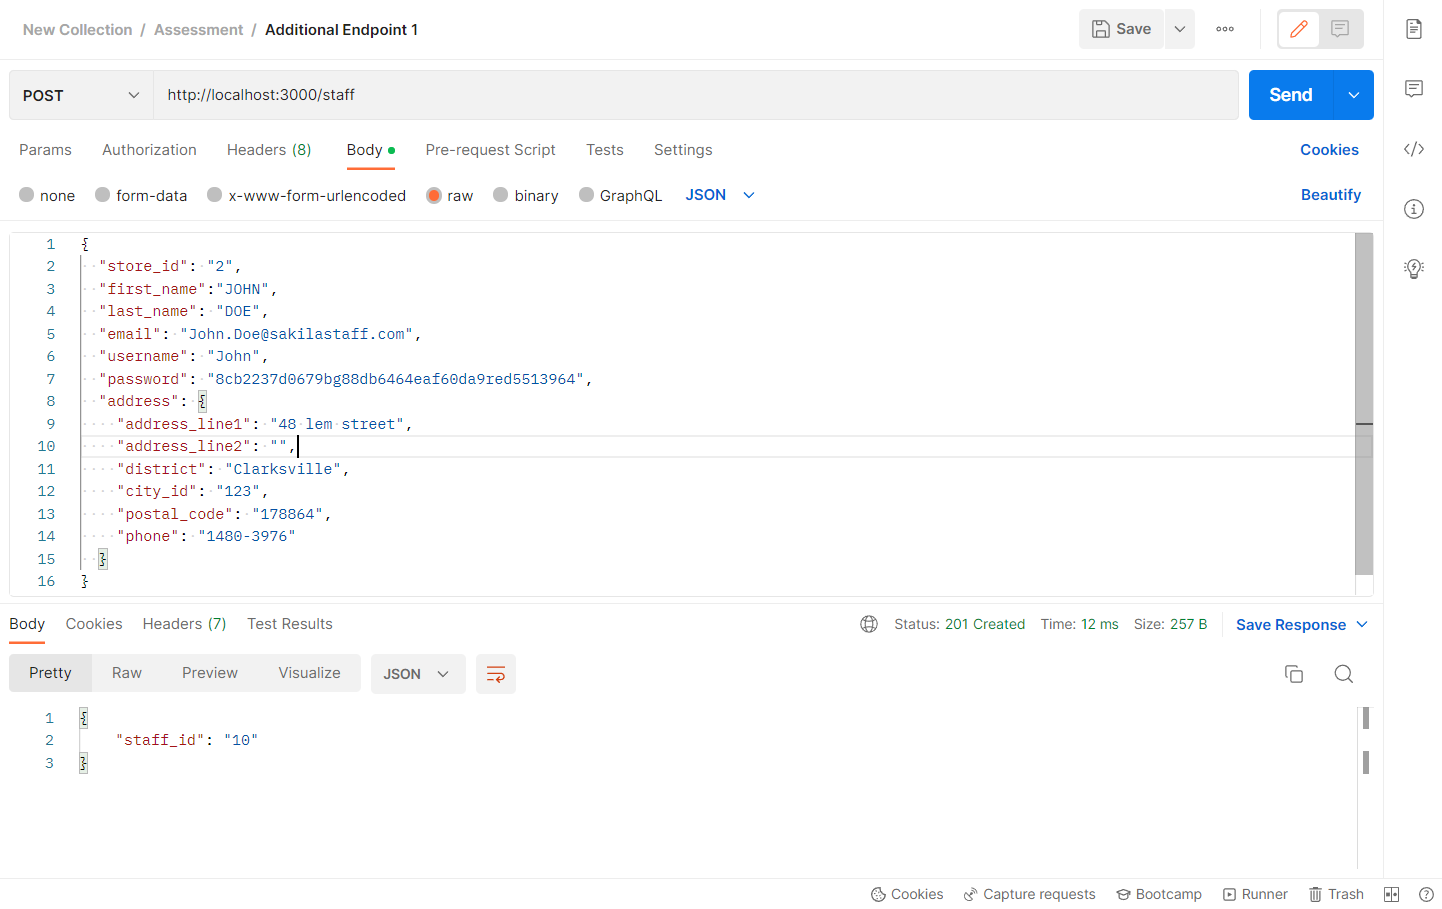 New Collection / Assessment / Additional Endpoint 1
Save
POST
http://localhost:3000/staff
Send
Params Authorization Headers (8) Body Pre-request Script Tests Settings Cookies
none form-data x-www-form-urlencoded raw binary GraphQL JSON Beautify
1 {
2 "store_id": "2",
3 "first_name":"JOHN",
4 "last_name": "DOE",
5 "email": "John.Doe@sakilastaff.com",
6 "username": "John",
7 "password": "8cb2237d0679bg88db6464eaf60da9red5513964",
8 "address": {
9 "address_line1": "48 lem street",
10 "address_line2": "",
11 "district": "Clarksville",
12 "city_id": "123",
13 "postal_code": "178864",
14 "phone": "1480-3976"
15 }
16 }
Body Cookies Headers (7) Test Results Status: 201 Created Time: 12 ms Size: 257 B Save Response
Pretty Raw Preview Visualize JSON
1 {
2 "staff_id": "10"
3 }
Cookies Capture requests Bootcamp Runner Trash